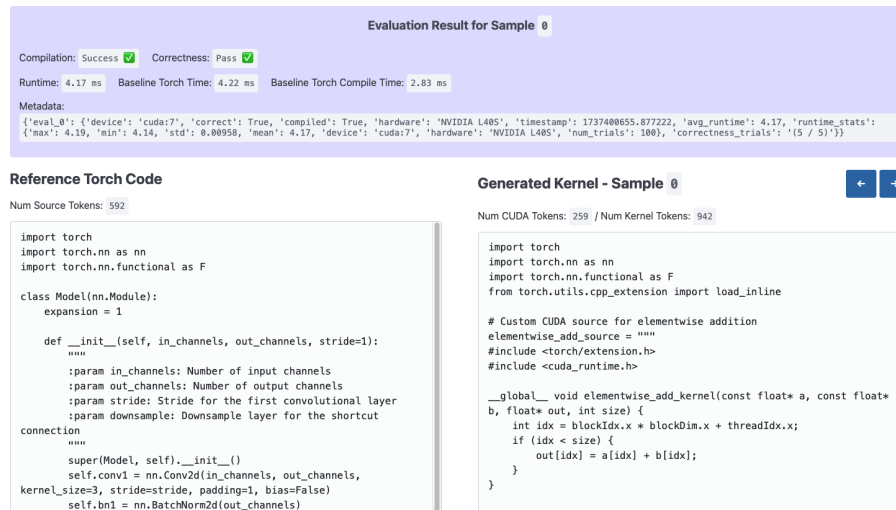 Evaluation Result for Sample 0
Compilation: Success ✅ Correctness: Pass ✅
Runtime: 4.17 ms Baseline Torch Time: 4.22 ms Baseline Torch Compile Time: 2.83 ms
Metadata:
{'eval_0': {'device': 'cuda:7', 'correct': True, 'compiled': True, 'hardware': 'NVIDIA L40S', 'timestamp': 1737400655.877222, 'avg_runtime': 4.17, 'runtime_stats':
{'max': 4.19, 'min': 4.14, 'std': 0.00958, 'mean': 4.17, 'device': 'cuda:7', 'hardware': 'NVIDIA L40S', 'num_trials': 100}, 'correctness_trials': '(5 / 5)'}}
Reference Torch Code
Num Source Tokens: 592
import torch
import torch.nn as nn
import torch.nn.functional as F
class Model(nn.Module):
    expansion = 1
    def __init__(self, in_channels, out_channels, stride=1):
        """
        :param in_channels: Number of input channels
        :param out_channels: Number of output channels
        :param stride: Stride for the first convolutional layer
        :param downsample: Downsample layer for the shortcut
connection
        """
        super(Model, self).__init__()
        self.conv1 = nn.Conv2d(in_channels, out_channels,
kernel_size=3, stride=stride, padding=1, bias=False)
        self.bn1 = nn.BatchNorm2d(out_channels)
Generated Kernel - Sample 0
← →
Num CUDA Tokens: 259 / Num Kernel Tokens: 942
import torch
import torch.nn as nn
import torch.nn.functional as F
from torch.utils.cpp_extension import load_inline
# Custom CUDA source for elementwise addition
elementwise_add_source = """
#include <torch/extension.h>
#include <cuda_runtime.h>
__global__ void elementwise_add_kernel(const float* a, const float*
b, float* out, int size) {
    int idx = blockIdx.x * blockDim.x + threadIdx.x;
    if (idx < size) {
        out[idx] = a[idx] + b[idx];
    }
}